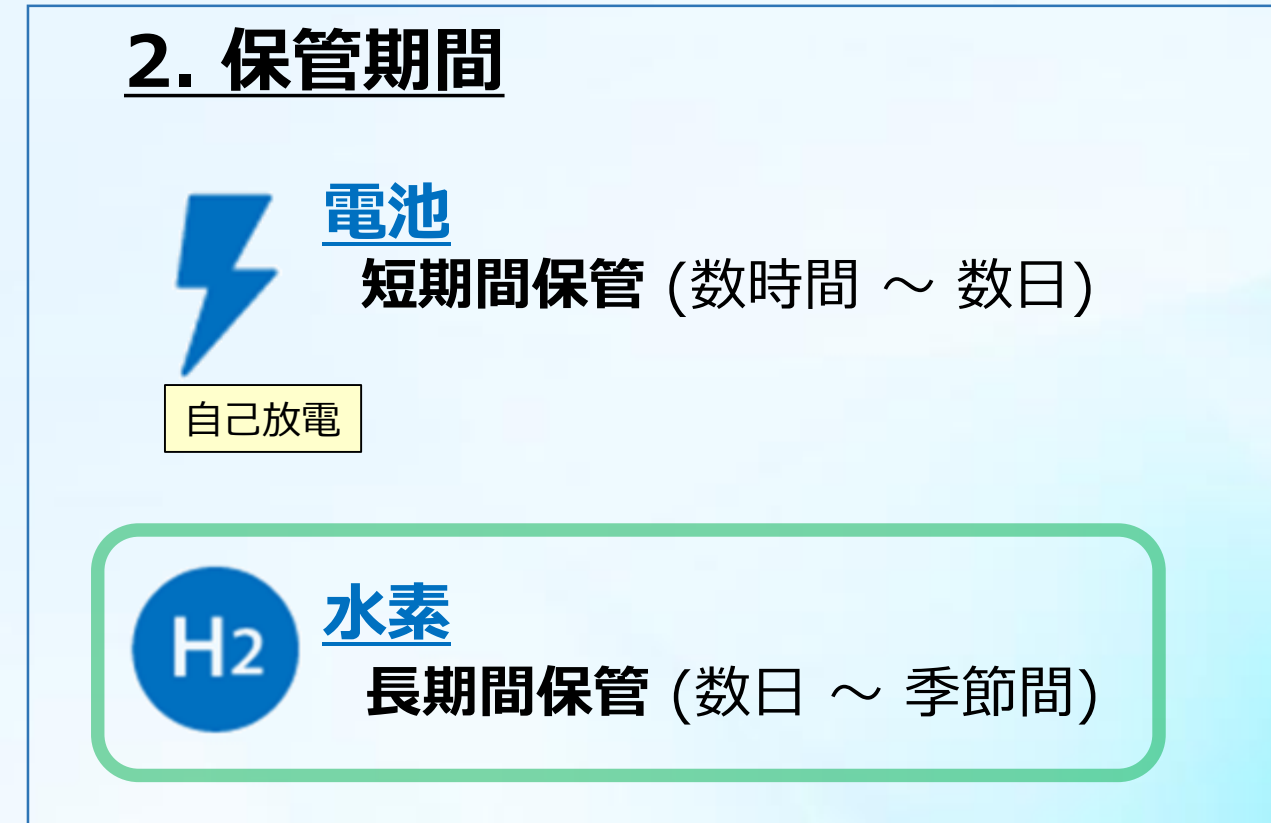 2. 保管期間
電池
短期間保管 (数時間 ～ 数日)
自己放電
H2
水素
長期間保管 (数日 ～ 季節間)